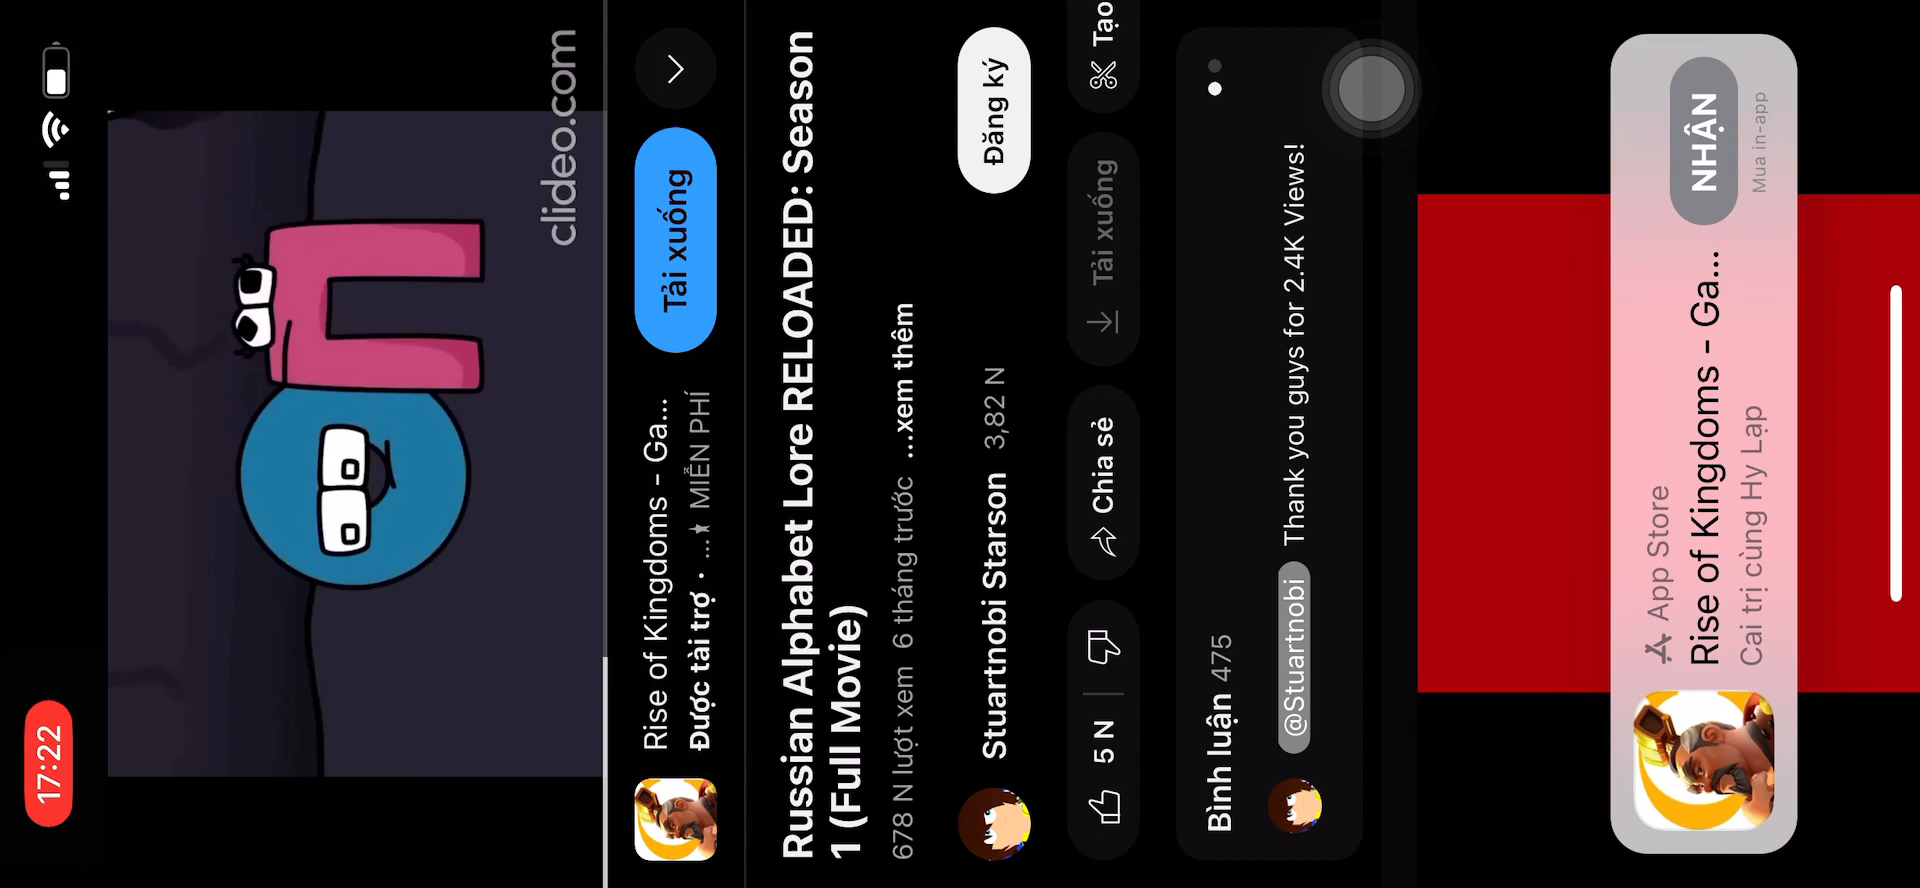 17:22
clideo.com
Rise of Kingdoms - Ga...
Được tài trợ · ...★ MIỄN PHÍ
Tải xuống
Russian Alphabet Lore RELOADED: Season
1 (Full Movie)
678 N lượt xem 6 tháng trước ...xem thêm
Stuartnobi Starson 3,82 N
Đăng ký
5 N
Chia sẻ
Tải xuống
Tạo
Bình luận 475
@Stuartnobi Thank you guys for 2.4K Views!
App Store
Rise of Kingdoms - Ga...
Cai trị cùng Hy Lạp
NHẬN
Mua in-app